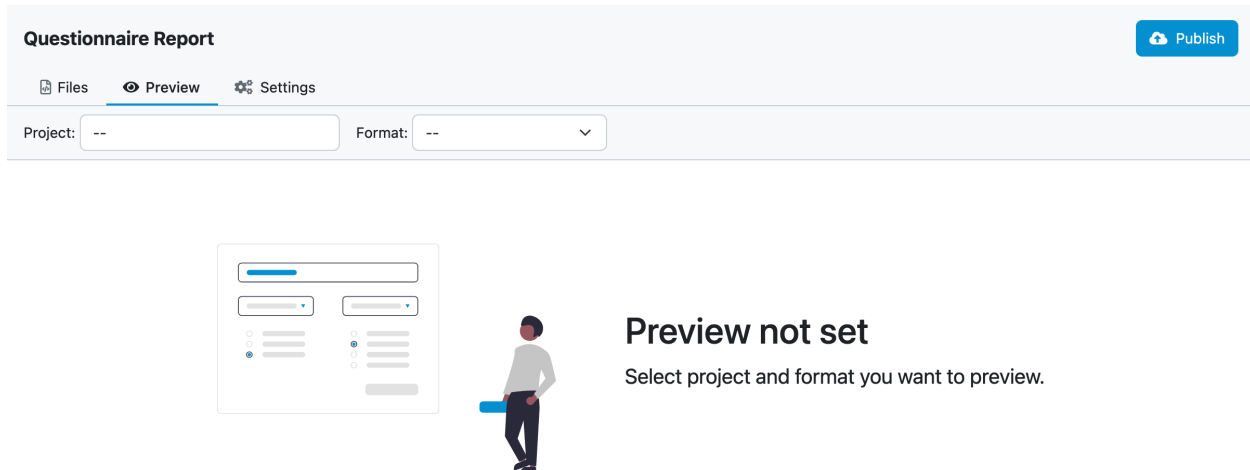 Questionnaire Report
Publish
Files Preview Settings
Project: -- Format: --
Preview not set
Select project and format you want to preview.